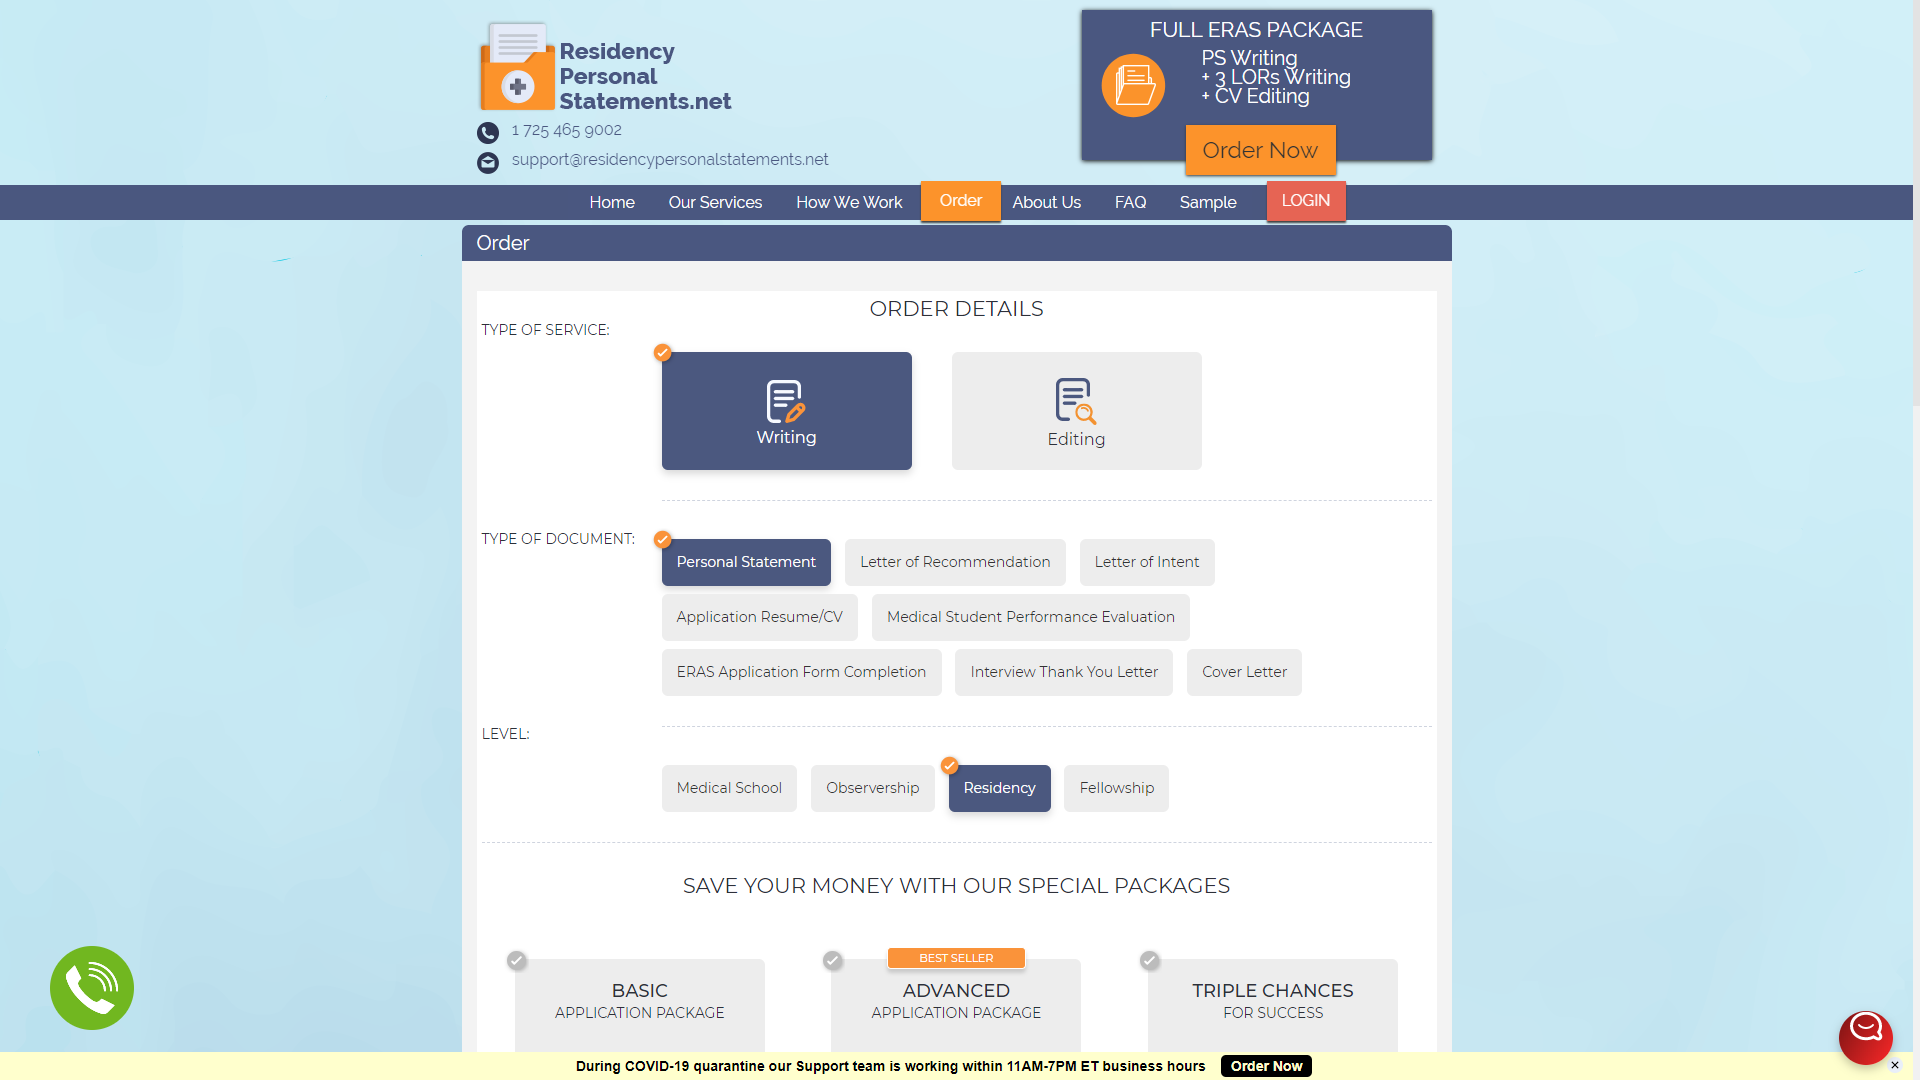 Residency
Personal
Statements.net
1 725 465 9002
support@residencypersonalstatements.net
FULL ERAS PACKAGE
PS Writing
+ 3 LORs Writing
+ CV Editing
Order Now
Home Our Services How We Work Order About Us FAQ Sample LOGIN
Order
ORDER DETAILS
TYPE OF SERVICE:
Writing
Editing
TYPE OF DOCUMENT:
Personal Statement Letter of Recommendation Letter of Intent
Application Resume/CV Medical Student Performance Evaluation
ERAS Application Form Completion Interview Thank You Letter Cover Letter
LEVEL:
Medical School Observership Residency Fellowship
SAVE YOUR MONEY WITH OUR SPECIAL PACKAGES
BASIC
APPLICATION PACKAGE
BEST SELLER
ADVANCED
APPLICATION PACKAGE
TRIPLE CHANCES
FOR SUCCESS
During COVID-19 quarantine our Support team is working within 11AM-7PM ET business hours Order Now